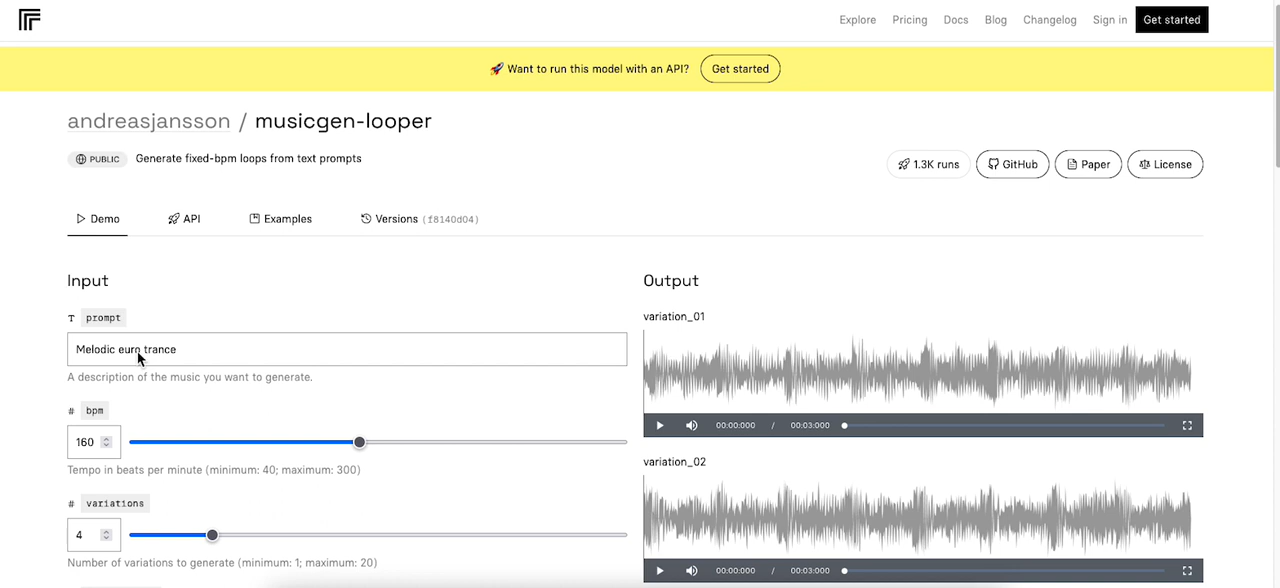 Explore Pricing Docs Blog Changelog Sign in Get started
🚀 Want to run this model with an API? Get started
andreasjansson / musicgen-looper
PUBLIC Generate fixed-bpm loops from text prompts
1.3K runs GitHub Paper License
Demo API Examples Versions (f8140d04)
Input
T prompt
Melodic euro trance
A description of the music you want to generate.
# bpm
160
Tempo in beats per minute (minimum: 40; maximum: 300)
# variations
4
Number of variations to generate (minimum: 1; maximum: 20)
Output
variation_01
00:00:000 / 00:03:000
variation_02
00:00:000 / 00:03:000